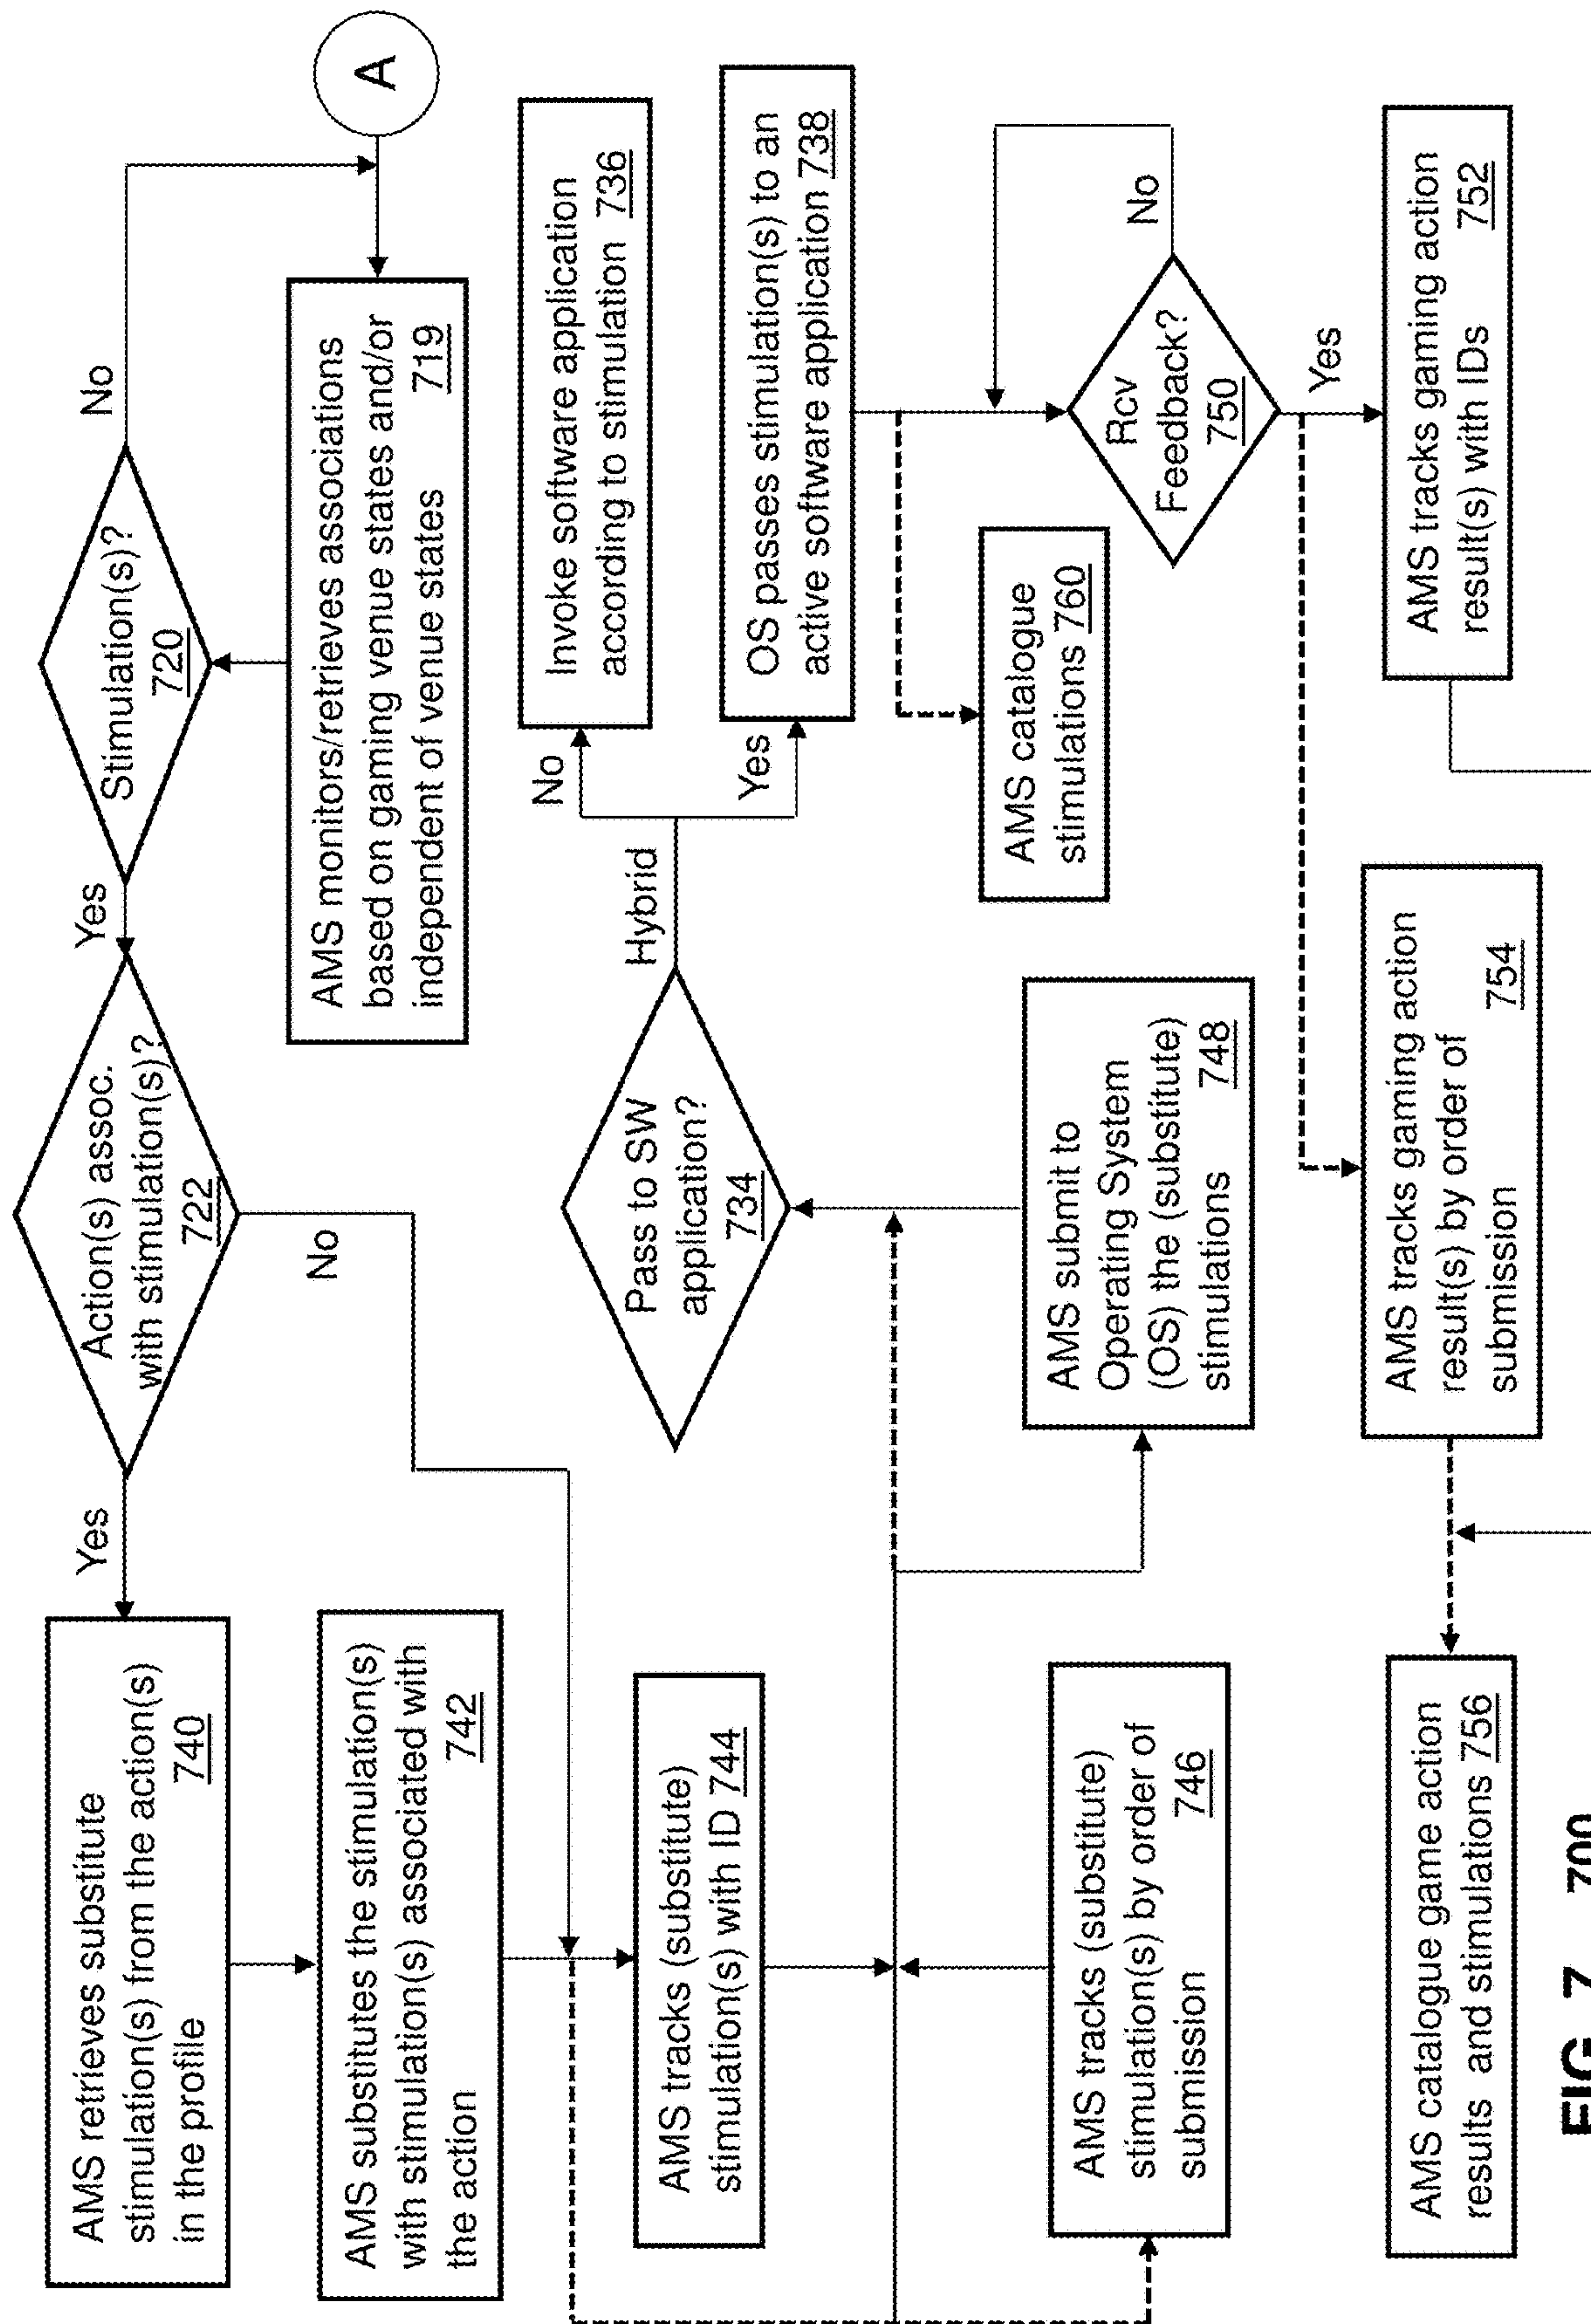 A
AMS monitors/retrieves associations
based on gaming venue states and/or
independent of venue states 719
Stimulation(s)?
720
No
Yes
Action(s) assoc.
with stimulation(s)?
722
No
Yes
AMS retrieves substitute
stimulation(s) from the action(s)
in the profile 740
AMS substitutes the stimulation(s)
with stimulation(s) associated with
the action 742
AMS tracks (substitute)
stimulation(s) with ID 744
AMS tracks (substitute)
stimulation(s) by order of
submission 746
AMS submit to
Operating System
(OS) the (substitute)
stimulations 748
Pass to SW
application?
734
Hybrid
No
Yes
Invoke software application
according to stimulation 736
OS passes stimulation(s) to an
active software application 738
AMS catalogue
stimulations 760
Rcv
Feedback?
750
No
Yes
AMS tracks gaming action
result(s) with IDs 752
AMS tracks gaming action
result(s) by order of
submission 754
AMS catalogue game action
results and stimulations 756
FIG. 7 700